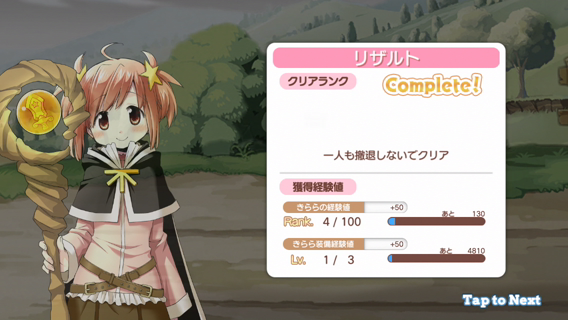 リザルト
クリアランク
Complete!
一人も撤退しないでクリア
獲得経験値
きららの経験値 +50
Rank. 4 / 100 あと 130
きらら装備経験値 +50
Lv. 1 / 3 あと 4810
Tap to Next